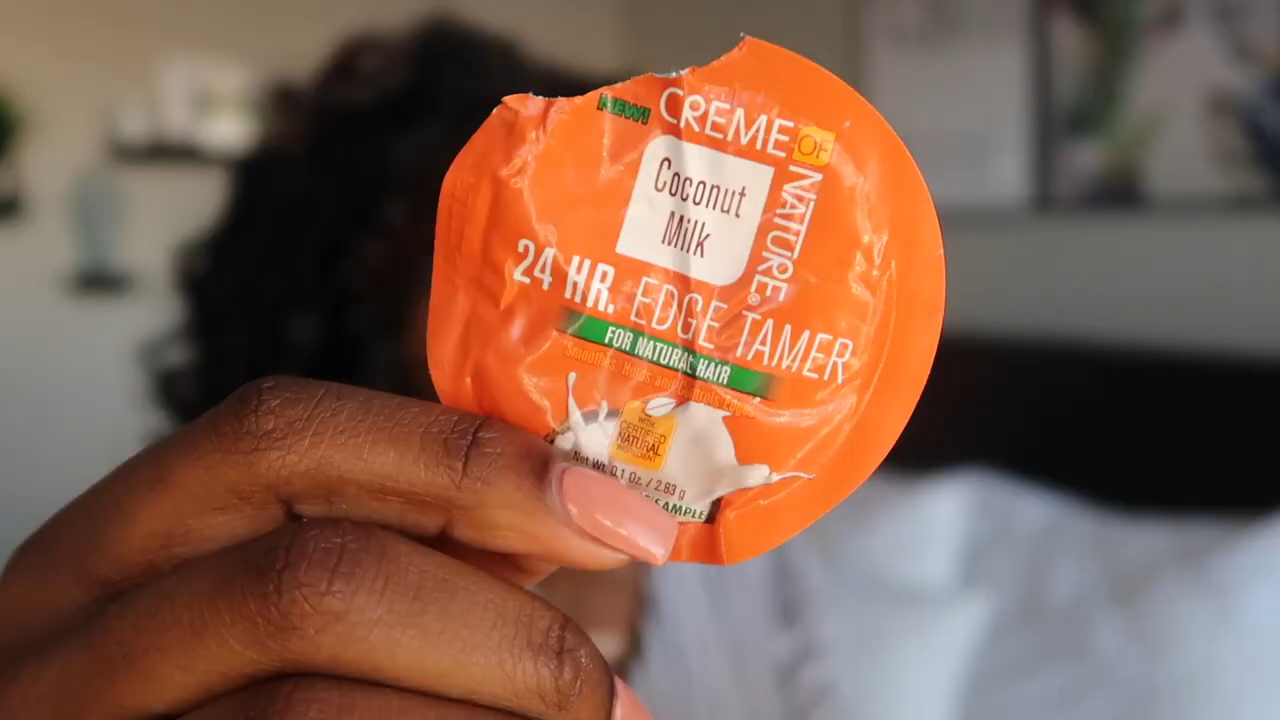 NEW! CREME OF
NATURE®
Coconut
Milk
24 HR. EDGE TAMER
FOR NATURAL HAIR
Smoothes, Holds and Controls Edges
WITH
CERTIFIED
NATURAL
INGREDIENT
Net Wt. 0.1 Oz. / 2.83 g
SAMPLE